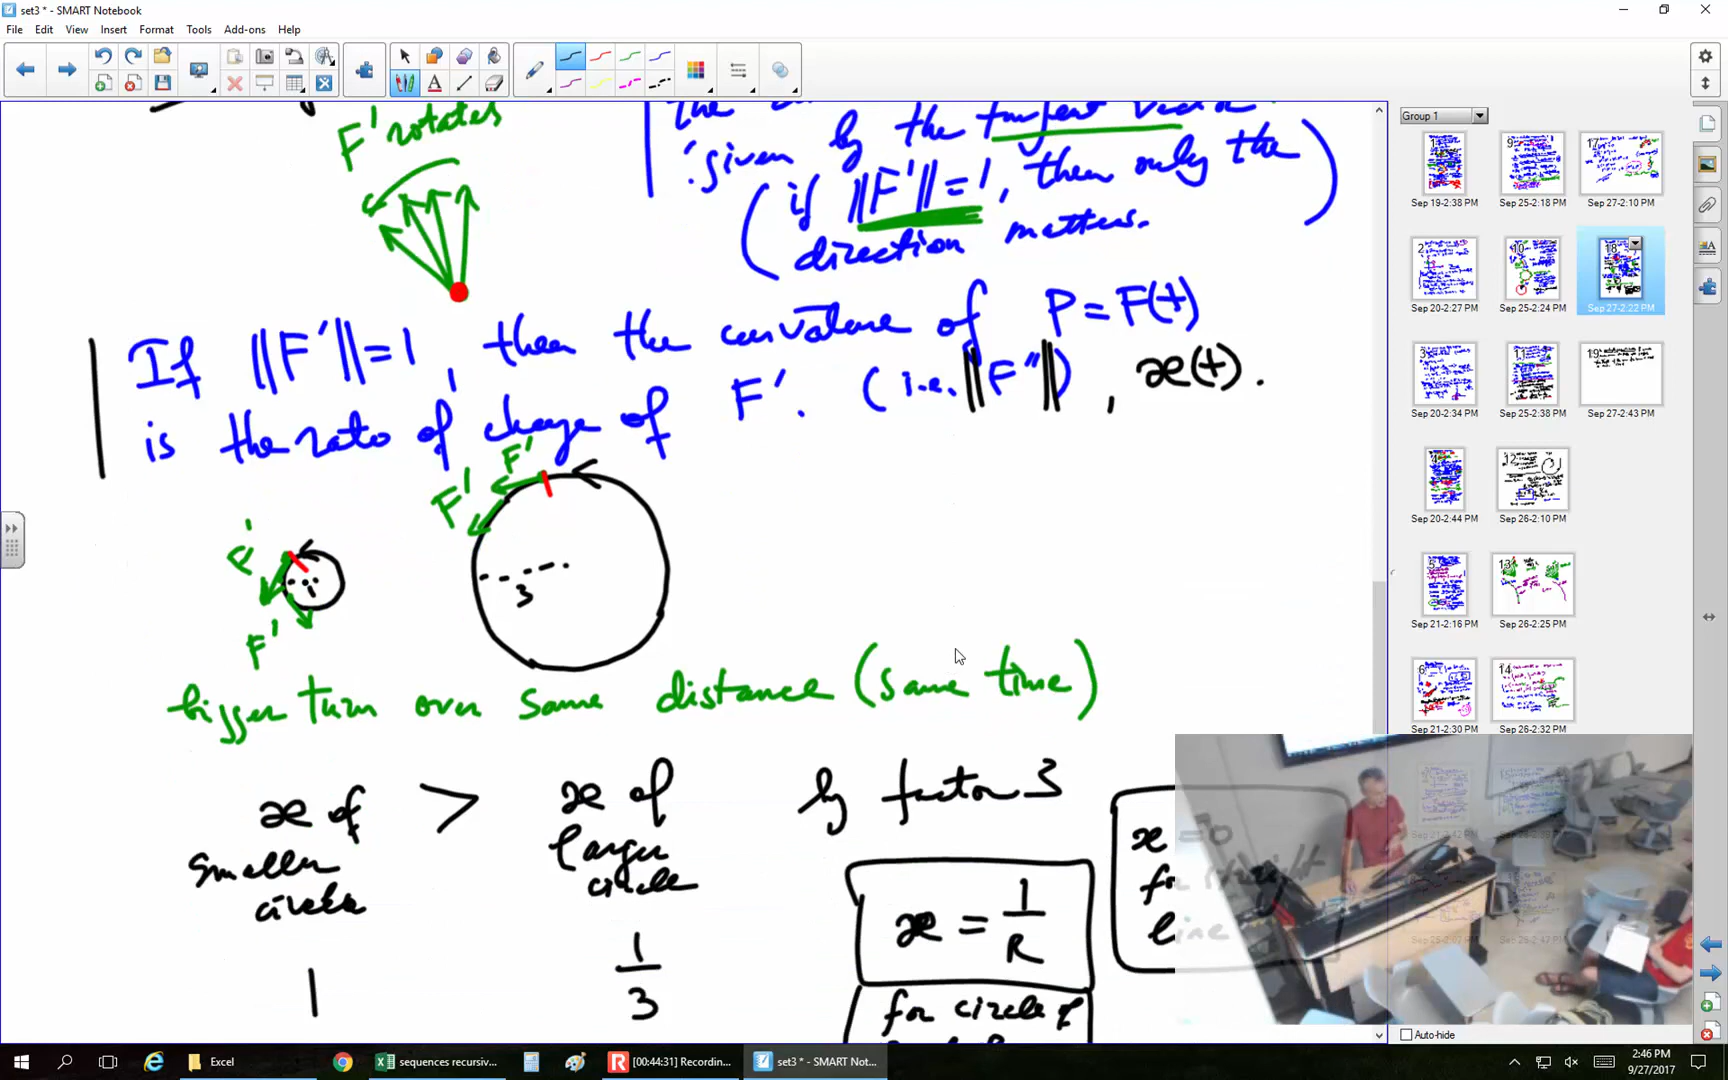 set3 * - SMART Notebook
File Edit View Insert Format Tools Add-ons Help
F' rotates
given by the tangent vector
(if ||F'||=1, then only the
direction matters.)
If ||F'||=1, then the curvature of P=F(t)
is the rate of change of F'. (i.e. ||F"||), æ(t).
F'
F'
F'
F'
1
3
bigger turn over same distance (same time)
æ of > æ of by factor 3
smaller
circle
larger
circle
1
1/3
æ = 1/R
for circle of
æ =0
for straight
line
Group 1
Sep 19-2:38 PM
Sep 25-2:18 PM
Sep 27-2:10 PM
Sep 20-2:27 PM
Sep 25-2:24 PM
Sep 27-2:22 PM
Sep 20-2:34 PM
Sep 25-2:38 PM
Sep 27-2:43 PM
Sep 20-2:44 PM
Sep 26-2:10 PM
Sep 21-2:16 PM
Sep 26-2:25 PM
Sep 21-2:30 PM
Sep 26-2:32 PM
Auto-hide
Excel
sequences recursiv...
[00:44:31] Recordin...
set3 * - SMART Not...
2:46 PM
9/27/2017